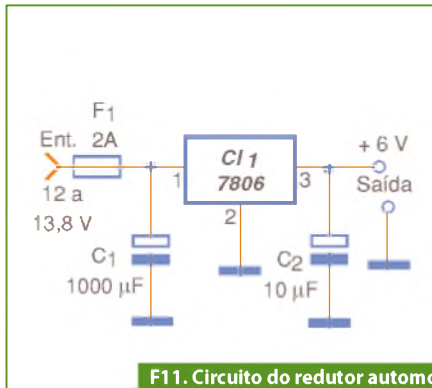 F1
2A
Ent.
12 a
13,8 V
CI 1
7806
1
2
3
+ 6 V
Saída
C1
1000 µF
C2
10 µF
F11. Circuito do redutor automo